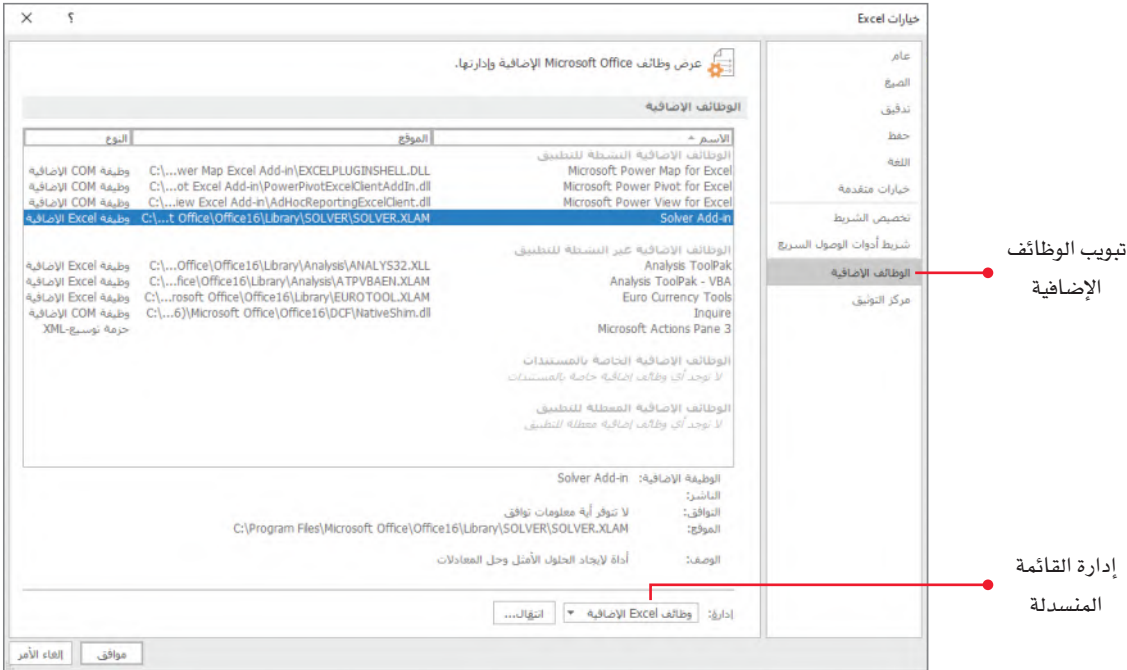 خيارات Excel
؟ ×
عام
الصيغ
تدقيق
حفظ
اللغة
خيارات متقدمة
تخصيص الشريط
شريط أدوات الوصول السريع
الوظائف الإضافية
مركز التوثيق
عرض وظائف Microsoft Office الإضافية وإدارتها.
الوظائف الإضافية
الاسم الموقع النوع
الوظائف الإضافية النشطة للتطبيق
Microsoft Power Map for Excel C:\...wer Map Excel Add-in\EXCELPLUGINSHELL.DLL وظيفة COM الإضافية
Microsoft Power Pivot for Excel C:\...ot Excel Add-in\PowerPivotExcelClientAddIn.dll وظيفة COM الإضافية
Microsoft Power View for Excel C:\...iew Excel Add-in\AdHocReportingExcelClient.dll وظيفة COM الإضافية
Solver Add-in C:\...t Office\Office16\Library\SOLVER\SOLVER.XLAM وظيفة Excel الإضافية
الوظائف الإضافية غير النشطة للتطبيق
Analysis ToolPak C:\...Office\Office16\Library\Analysis\ANALYS32.XLL وظيفة Excel الإضافية
Analysis ToolPak - VBA C:\...fice\Office16\Library\Analysis\ATPVBAEN.XLAM وظيفة Excel الإضافية
Euro Currency Tools C:\...rosoft Office\Office16\Library\EUROTOOL.XLAM وظيفة Excel الإضافية
Inquire C:\...6)\Microsoft Office\Office16\DCF\NativeShim.dll وظيفة COM الإضافية
Microsoft Actions Pane 3 حزمة توسيع-XML
الوظائف الإضافية الخاصة بالمستندات
لا توجد أي وظائف إضافية خاصة بالمستندات
الوظائف الإضافية المعطلة للتطبيق
لا توجد أي وظائف إضافية معطلة للتطبيق
الوظيفة الإضافية: Solver Add-in
الناشر:
التوافق: لا تتوفر أية معلومات توافق
الموقع: C:\Program Files\Microsoft Office\Office16\Library\SOLVER\SOLVER.XLAM
الوصف: أداة لإيجاد الحلول الأمثل وحل المعادلات
إدارة: وظائف Excel الإضافية انتقال...
موافق إلغاء الأمر
تبويب الوظائف
الإضافية
إدارة القائمة
المنسدلة